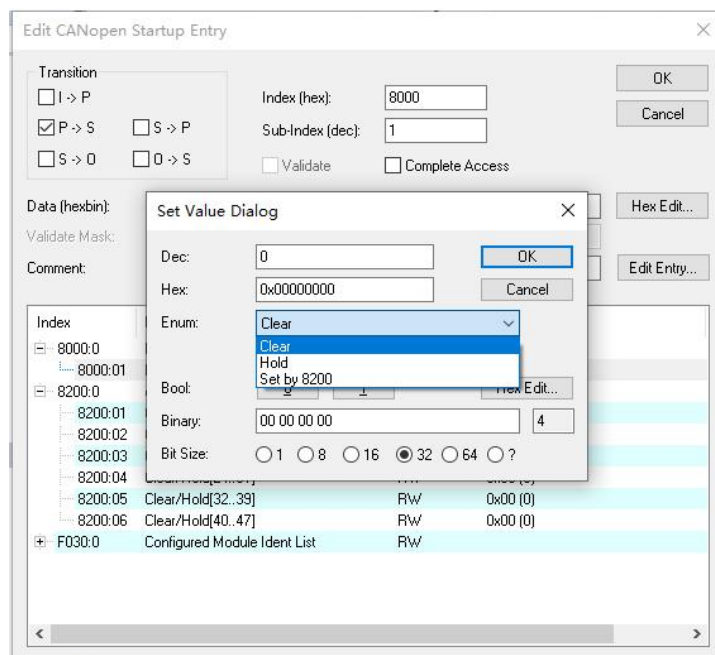 Edit CANopen Startup Entry
Transition
I -> P
P -> S
S -> P
S -> O
O -> S
Index (hex):
8000
Sub-Index (dec):
1
Validate
Complete Access
OK
Cancel
Data (hexbin):
Hex Edit...
Validate Mask:
Comment:
Edit Entry...
Set Value Dialog
Dec:
0
OK
Hex:
0x00000000
Cancel
Enum:
Clear
Clear
Hold
Set by 8200
Bool:
Hex Edit...
Binary:
00 00 00 00
4
Bit Size:
1
8
16
32
64
?
Index
8000:0
8000:01
8200:0
8200:01
8200:02
8200:03
8200:04
8200:05 Clear/Hold[32..39] RW 0x00 (0)
8200:06 Clear/Hold[40..47] RW 0x00 (0)
F030:0 Configured Module Ident List RW